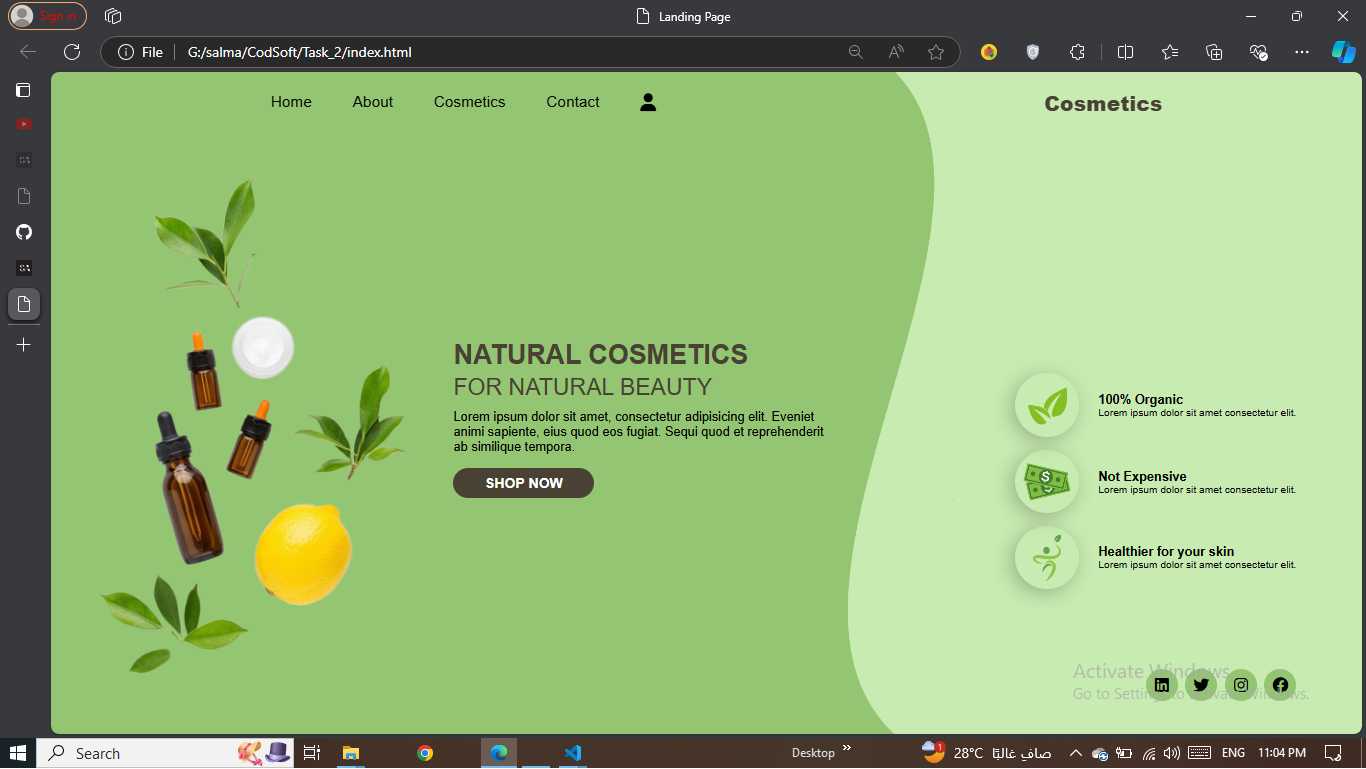 Sign in
Landing Page
File
G:/salma/CodSoft/Task_2/index.html
Home
About
Cosmetics
Contact
Cosmetics
NATURAL COSMETICS
FOR NATURAL BEAUTY
Lorem ipsum dolor sit amet, consectetur adipisicing elit. Eveniet
animi sapiente, eius quod eos fugiat. Sequi quod et reprehenderit
ab similique tempora.
SHOP NOW
100% Organic
Lorem ipsum dolor sit amet consectetur elit.
Not Expensive
Lorem ipsum dolor sit amet consectetur elit.
Healthier for your skin
Lorem ipsum dolor sit amet consectetur elit.
Activate Windows
Go to Settings to activate Windows.
Search
Desktop
1
28°C صافٍ غالبًا
ENG
11:04 PM